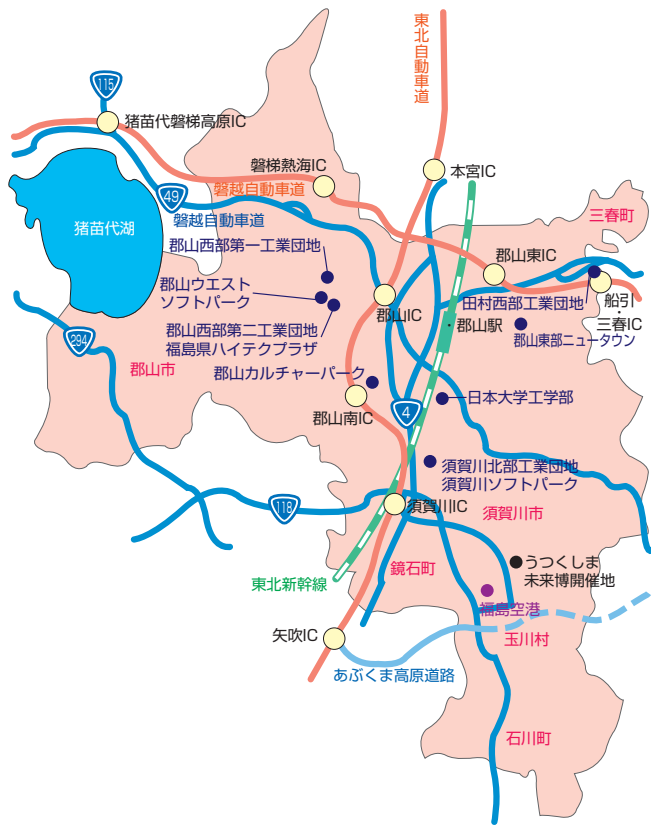 東北自動車道
115
猪苗代磐梯高原IC
磐梯熱海IC
本宮IC
磐越自動車道
49
磐越自動車道
三春町
猪苗代湖
郡山西部第一工業団地
郡山東IC
郡山ウエスト
ソフトパーク
田村西部工業団地
船引
・
三春IC
郡山IC
郡山西部第二工業団地
福島県ハイテクプラザ
・郡山駅
郡山東部ニュータウン
294
郡山市
郡山カルチャーパーク
日本大学工学部
郡山南IC
4
須賀川北部工業団地
須賀川ソフトパーク
118
須賀川IC
須賀川市
鏡石町
うつくしま
未来博開催地
東北新幹線
福島空港
矢吹IC
玉川村
あぶくま高原道路
石川町